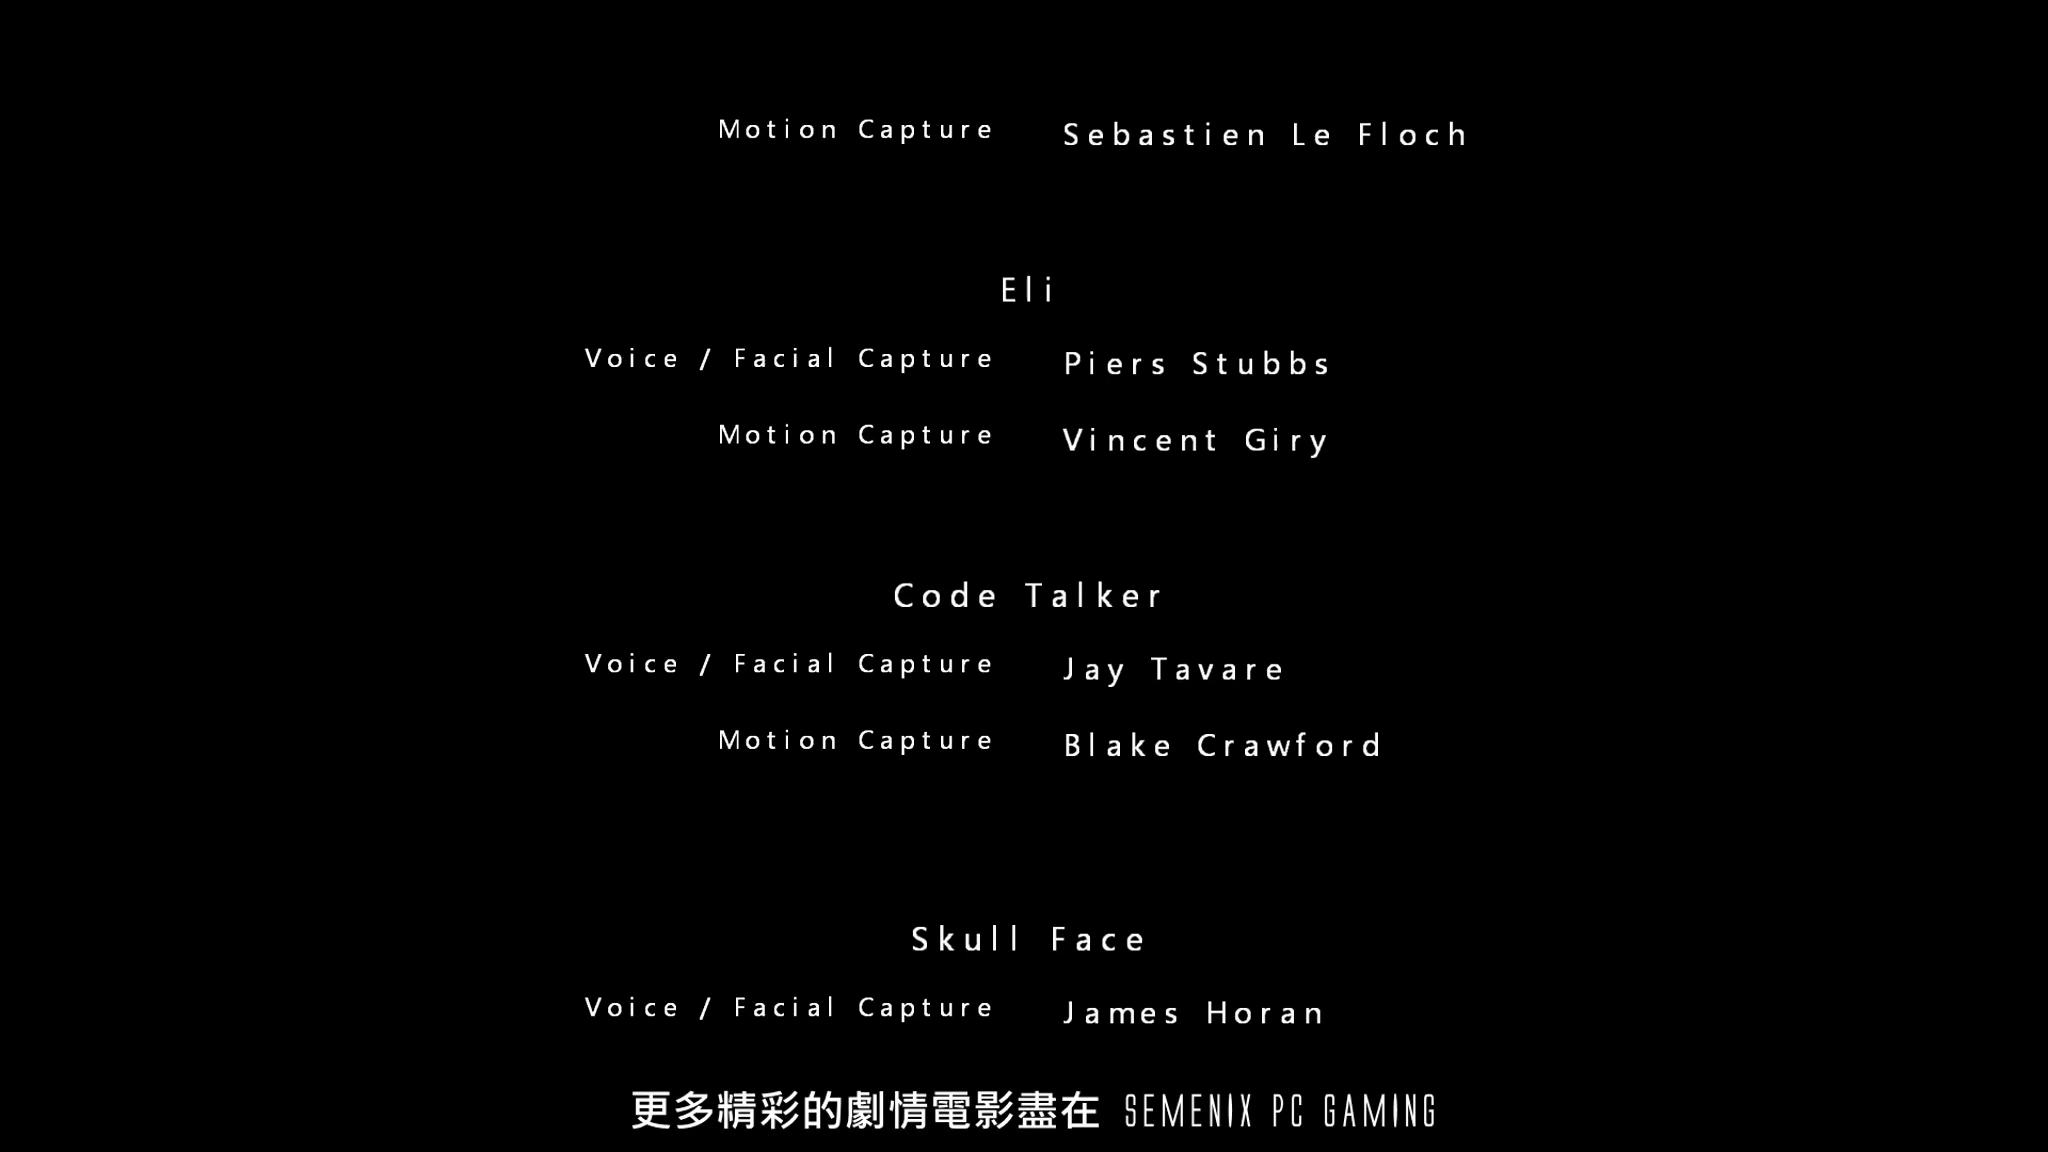 Motion Capture Sebastien Le Floch
Eli
Voice / Facial Capture Piers Stubbs
Motion Capture Vincent Giry
Code Talker
Voice / Facial Capture Jay Tavare
Motion Capture Blake Crawford
Skull Face
Voice / Facial Capture James Horan
更多精彩的劇情電影盡在 SEMENIX PC GAMING